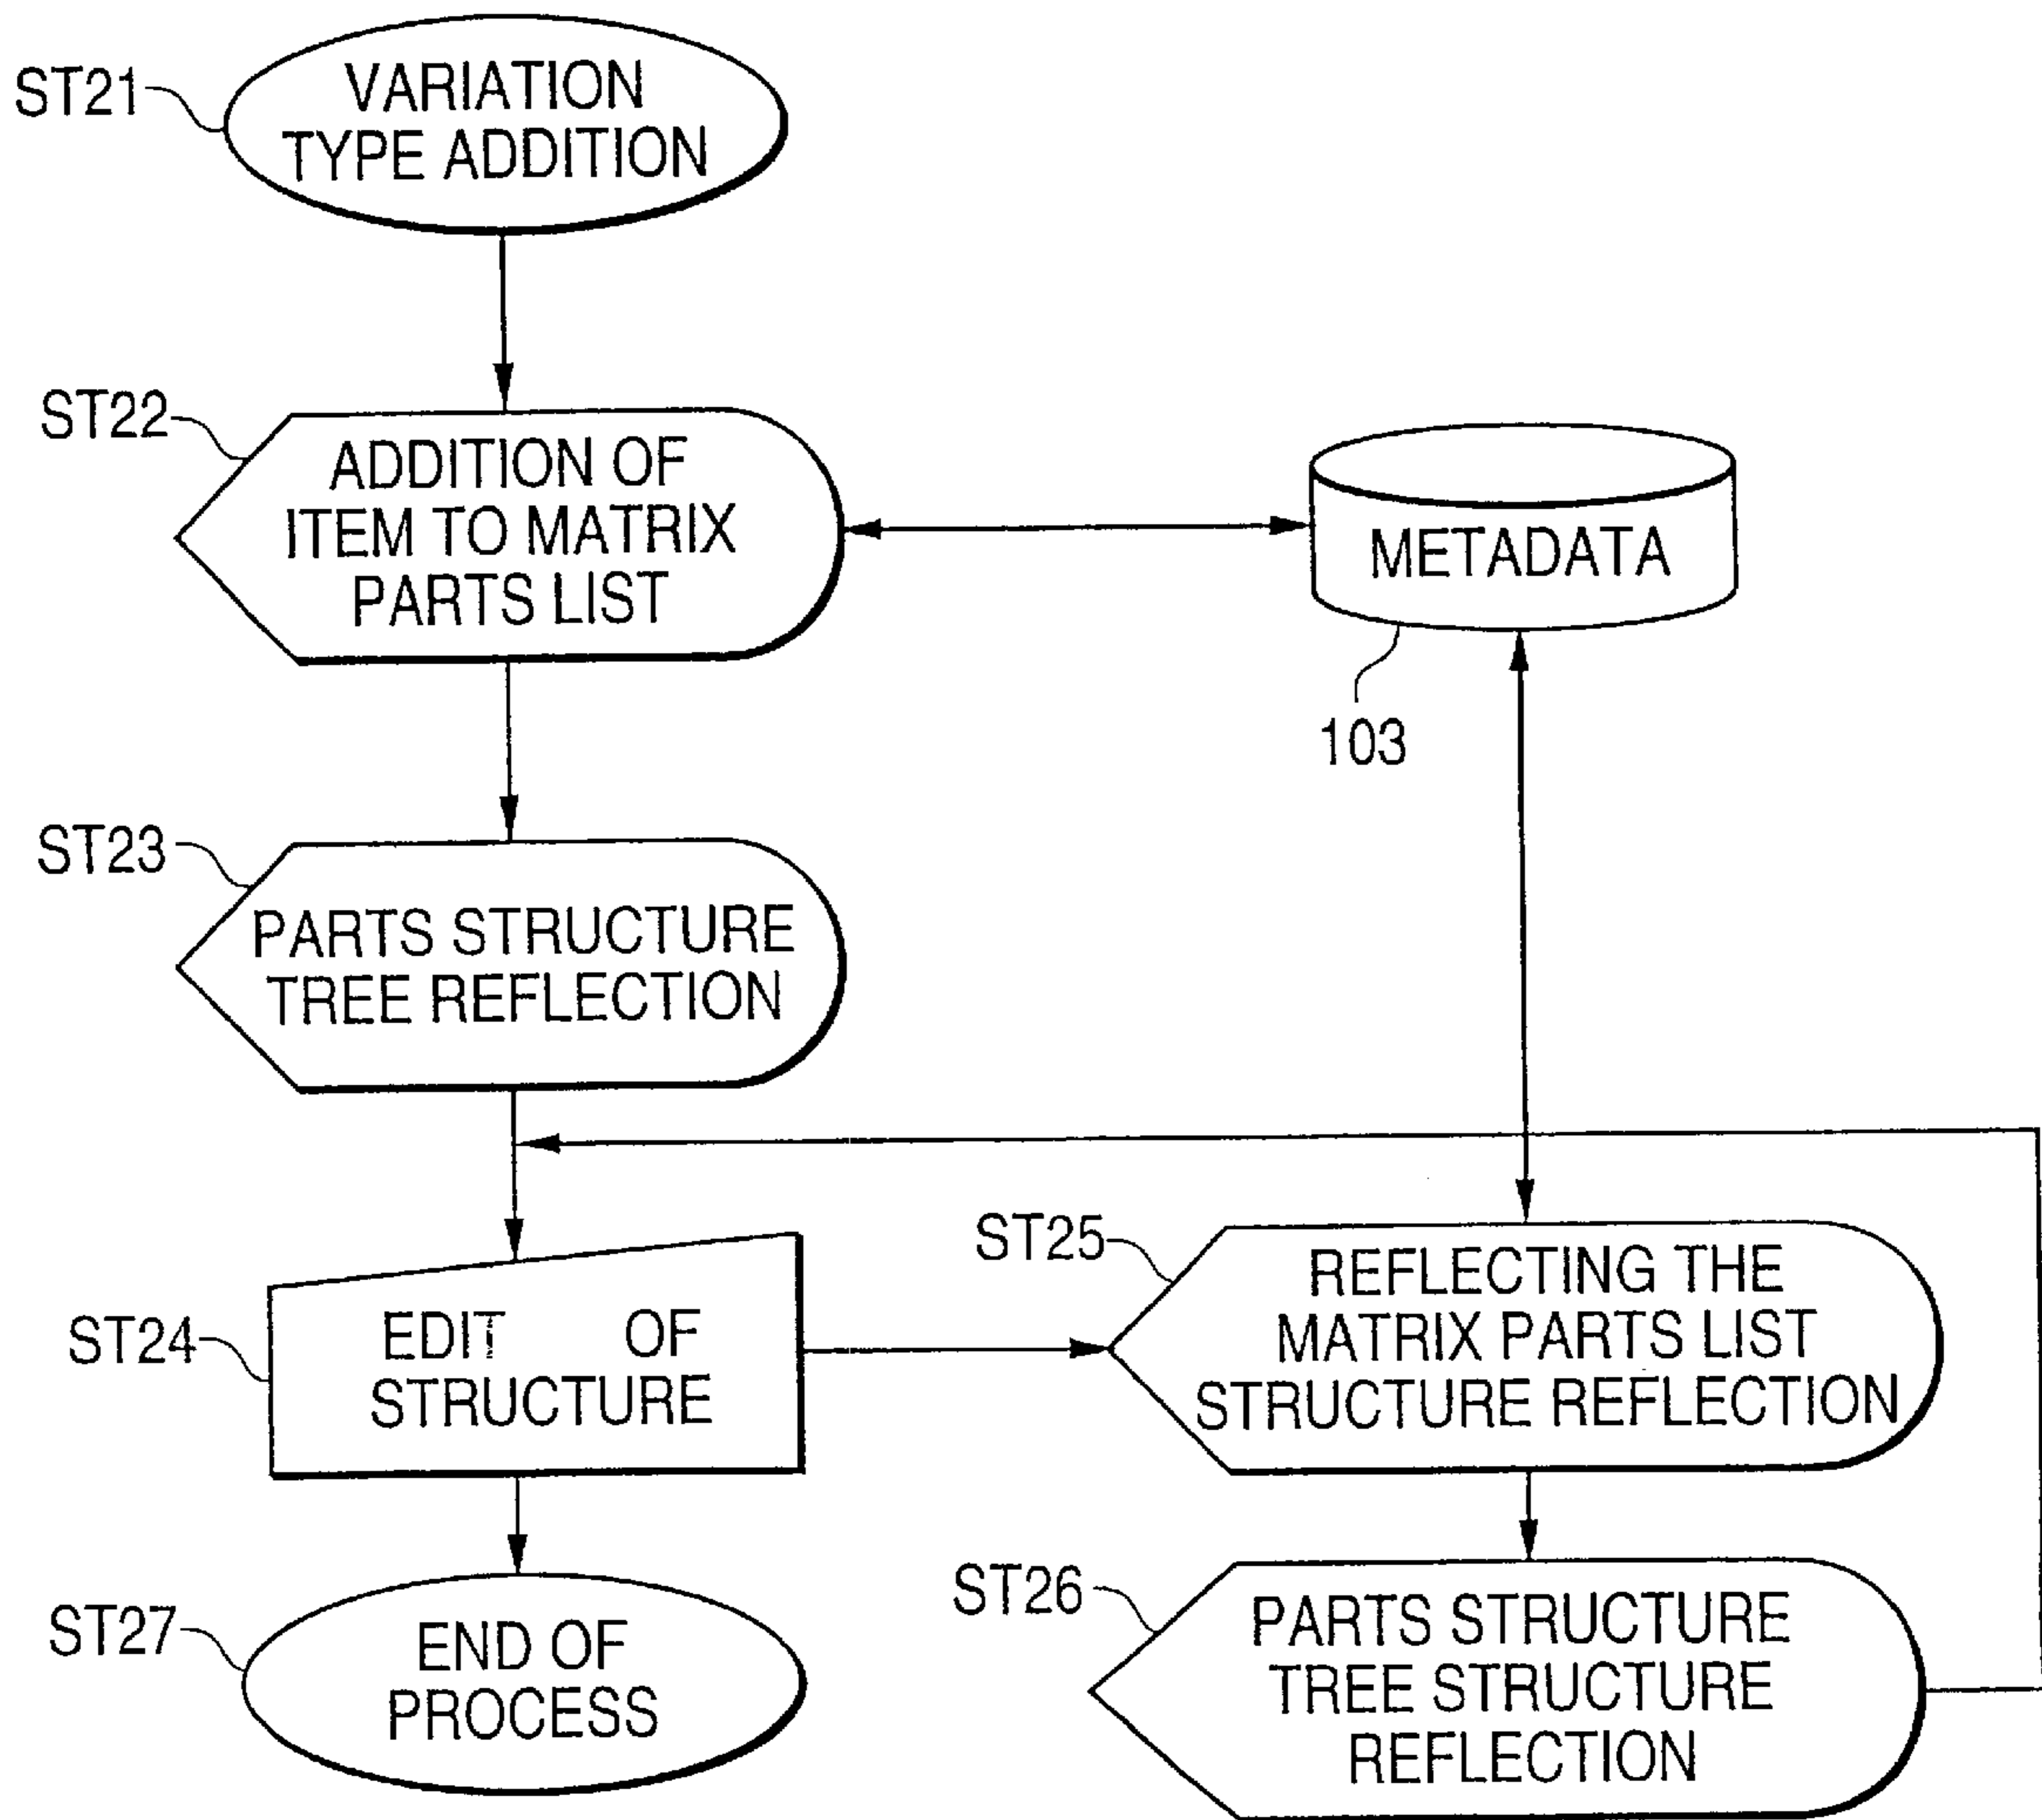 ST21
VARIATION
TYPE ADDITION
ST22
ADDITION OF
ITEM TO MATRIX
PARTS LIST
METADATA
103
ST23
PARTS STRUCTURE
TREE REFLECTION
ST24
EDIT OF
STRUCTURE
ST25
REFLECTING THE
MATRIX PARTS LIST
STRUCTURE REFLECTION
ST26
PARTS STRUCTURE
TREE STRUCTURE
REFLECTION
ST27
END OF
PROCESS